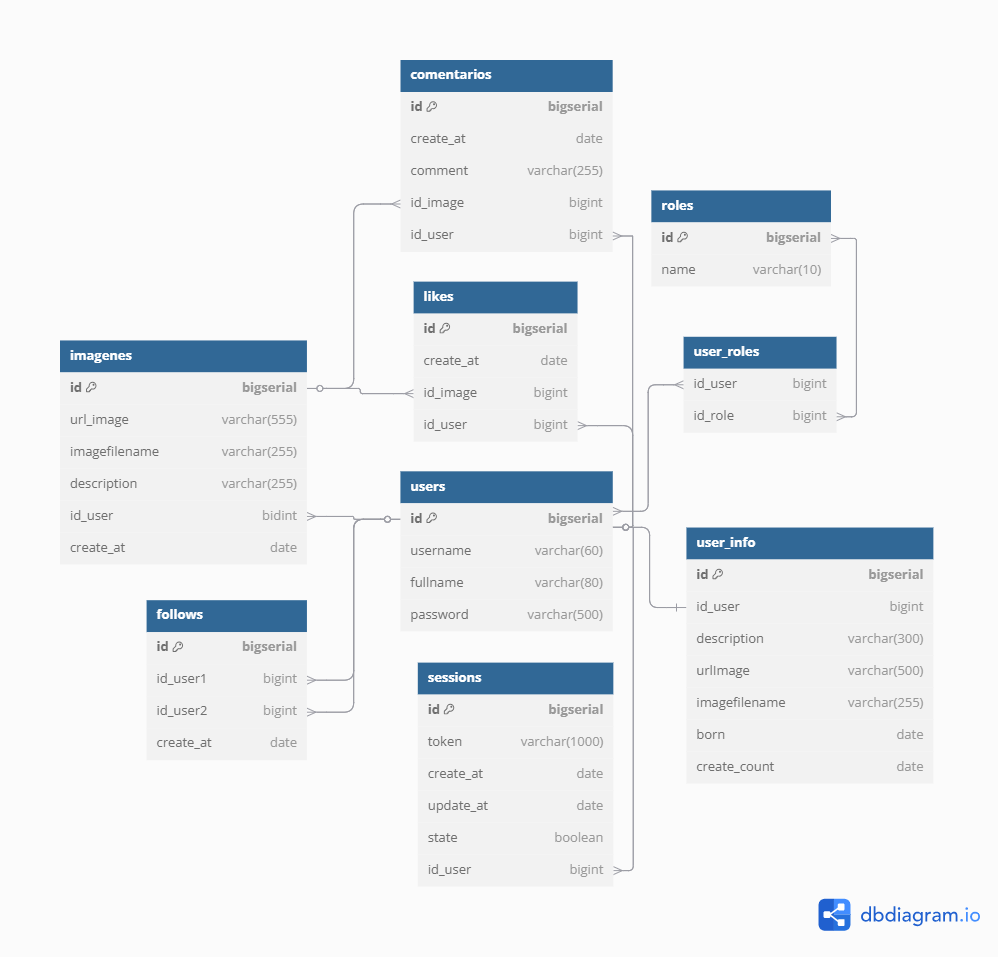 comentarios
id bigserial
create_at date
comment varchar(255)
id_image bigint
id_user bigint
roles
id bigserial
name varchar(10)
likes
id bigserial
create_at date
id_image bigint
id_user bigint
user_roles
id_user bigint
id_role bigint
imagenes
id bigserial
url_image varchar(555)
imagefilename varchar(255)
description varchar(255)
id_user bidint
create_at date
users
id bigserial
username varchar(60)
fullname varchar(80)
password varchar(500)
user_info
id bigserial
id_user bigint
description varchar(300)
urlImage varchar(500)
imagefilename varchar(255)
born date
create_count date
follows
id bigserial
id_user1 bigint
id_user2 bigint
create_at date
sessions
id bigserial
token varchar(1000)
create_at date
update_at date
state boolean
id_user bigint
dbdiagram.io